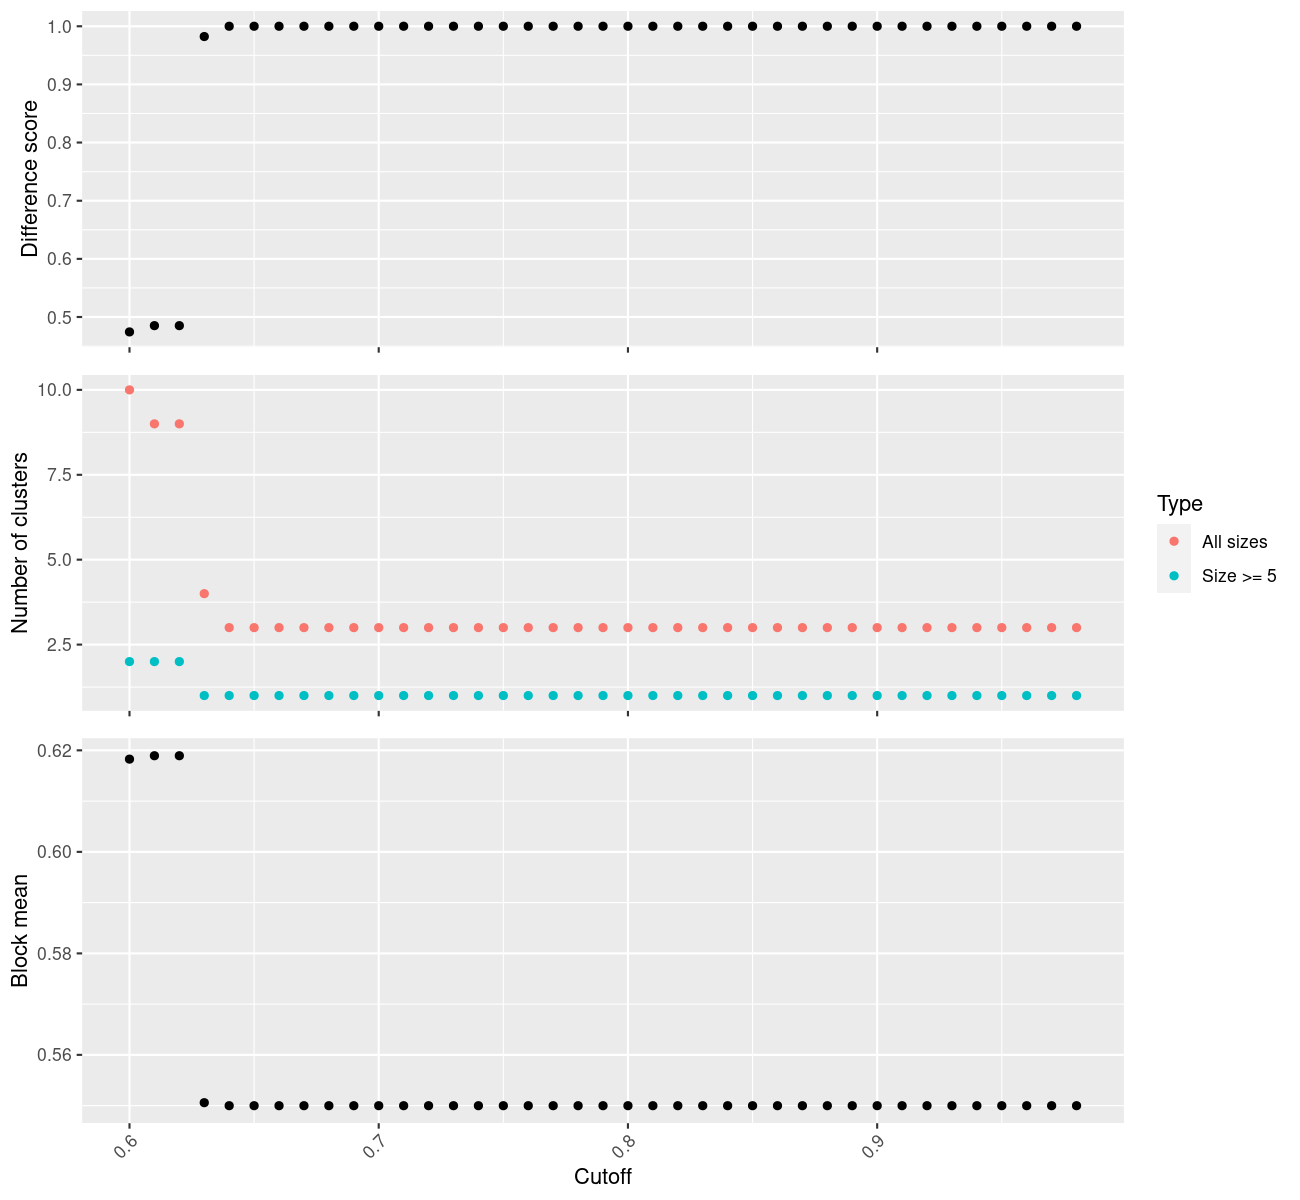 Difference score
1.0
0.9
0.8
0.7
0.6
0.5
Number of clusters
10.0
7.5
5.0
2.5
Type
All sizes
Size >= 5
Block mean
0.62
0.60
0.58
0.56
0.6 0.7 0.8 0.9
Cutoff